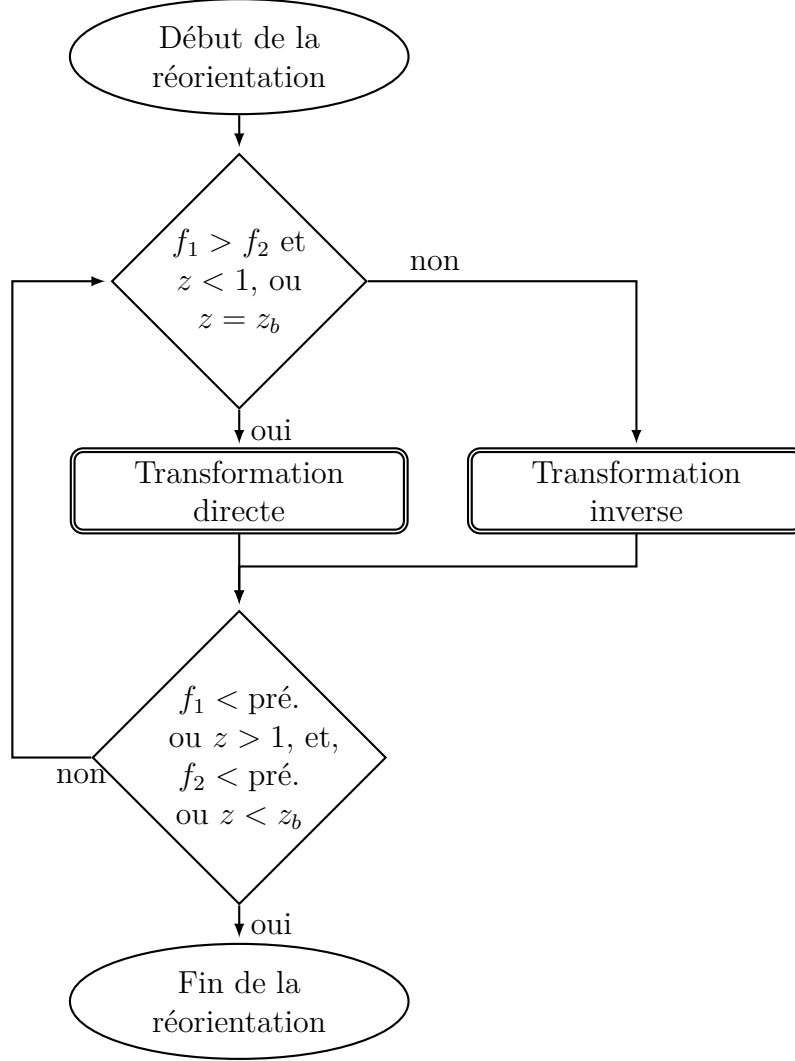 Début de la
réorientation
f₁ > f₂ et
z < 1, ou
z = z_b
non
oui
Transformation
directe
Transformation
inverse
f₁ < pré.
ou z > 1, et,
f₂ < pré.
ou z < z_b
non
oui
Fin de la
réorientation